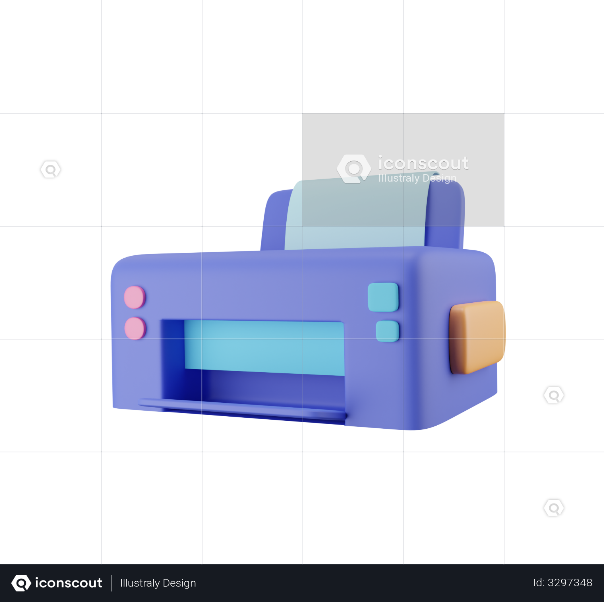 iconscout
Illustraly Design
iconscout | Illustraly Design
Id: 3297348